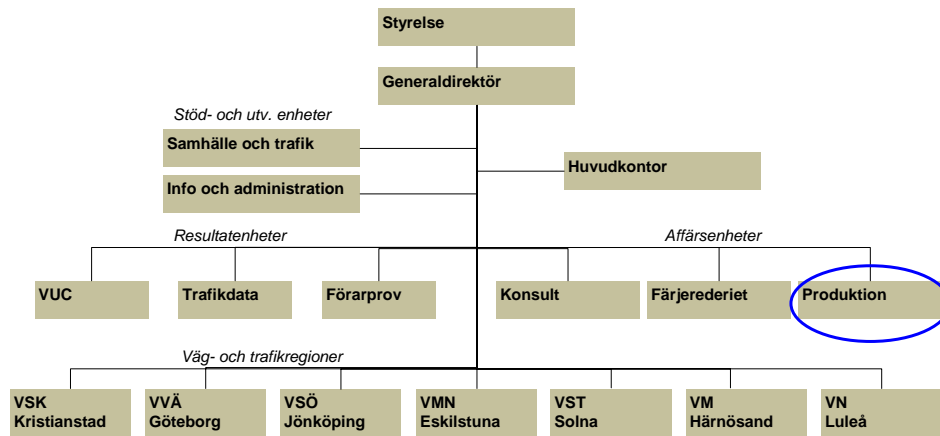 Styrelse
Generaldirektör
Stöd- och utv. enheter
Samhälle och trafik
Huvudkontor
Info och administration
Resultatenheter
Affärsenheter
VUC
Trafikdata
Förarprov
Konsult
Färjerederiet
Produktion
Väg- och trafikregioner
VSK
Kristianstad
VVÄ
Göteborg
VSÖ
Jönköping
VMN
Eskilstuna
VST
Solna
VM
Härnösand
VN
Luleå